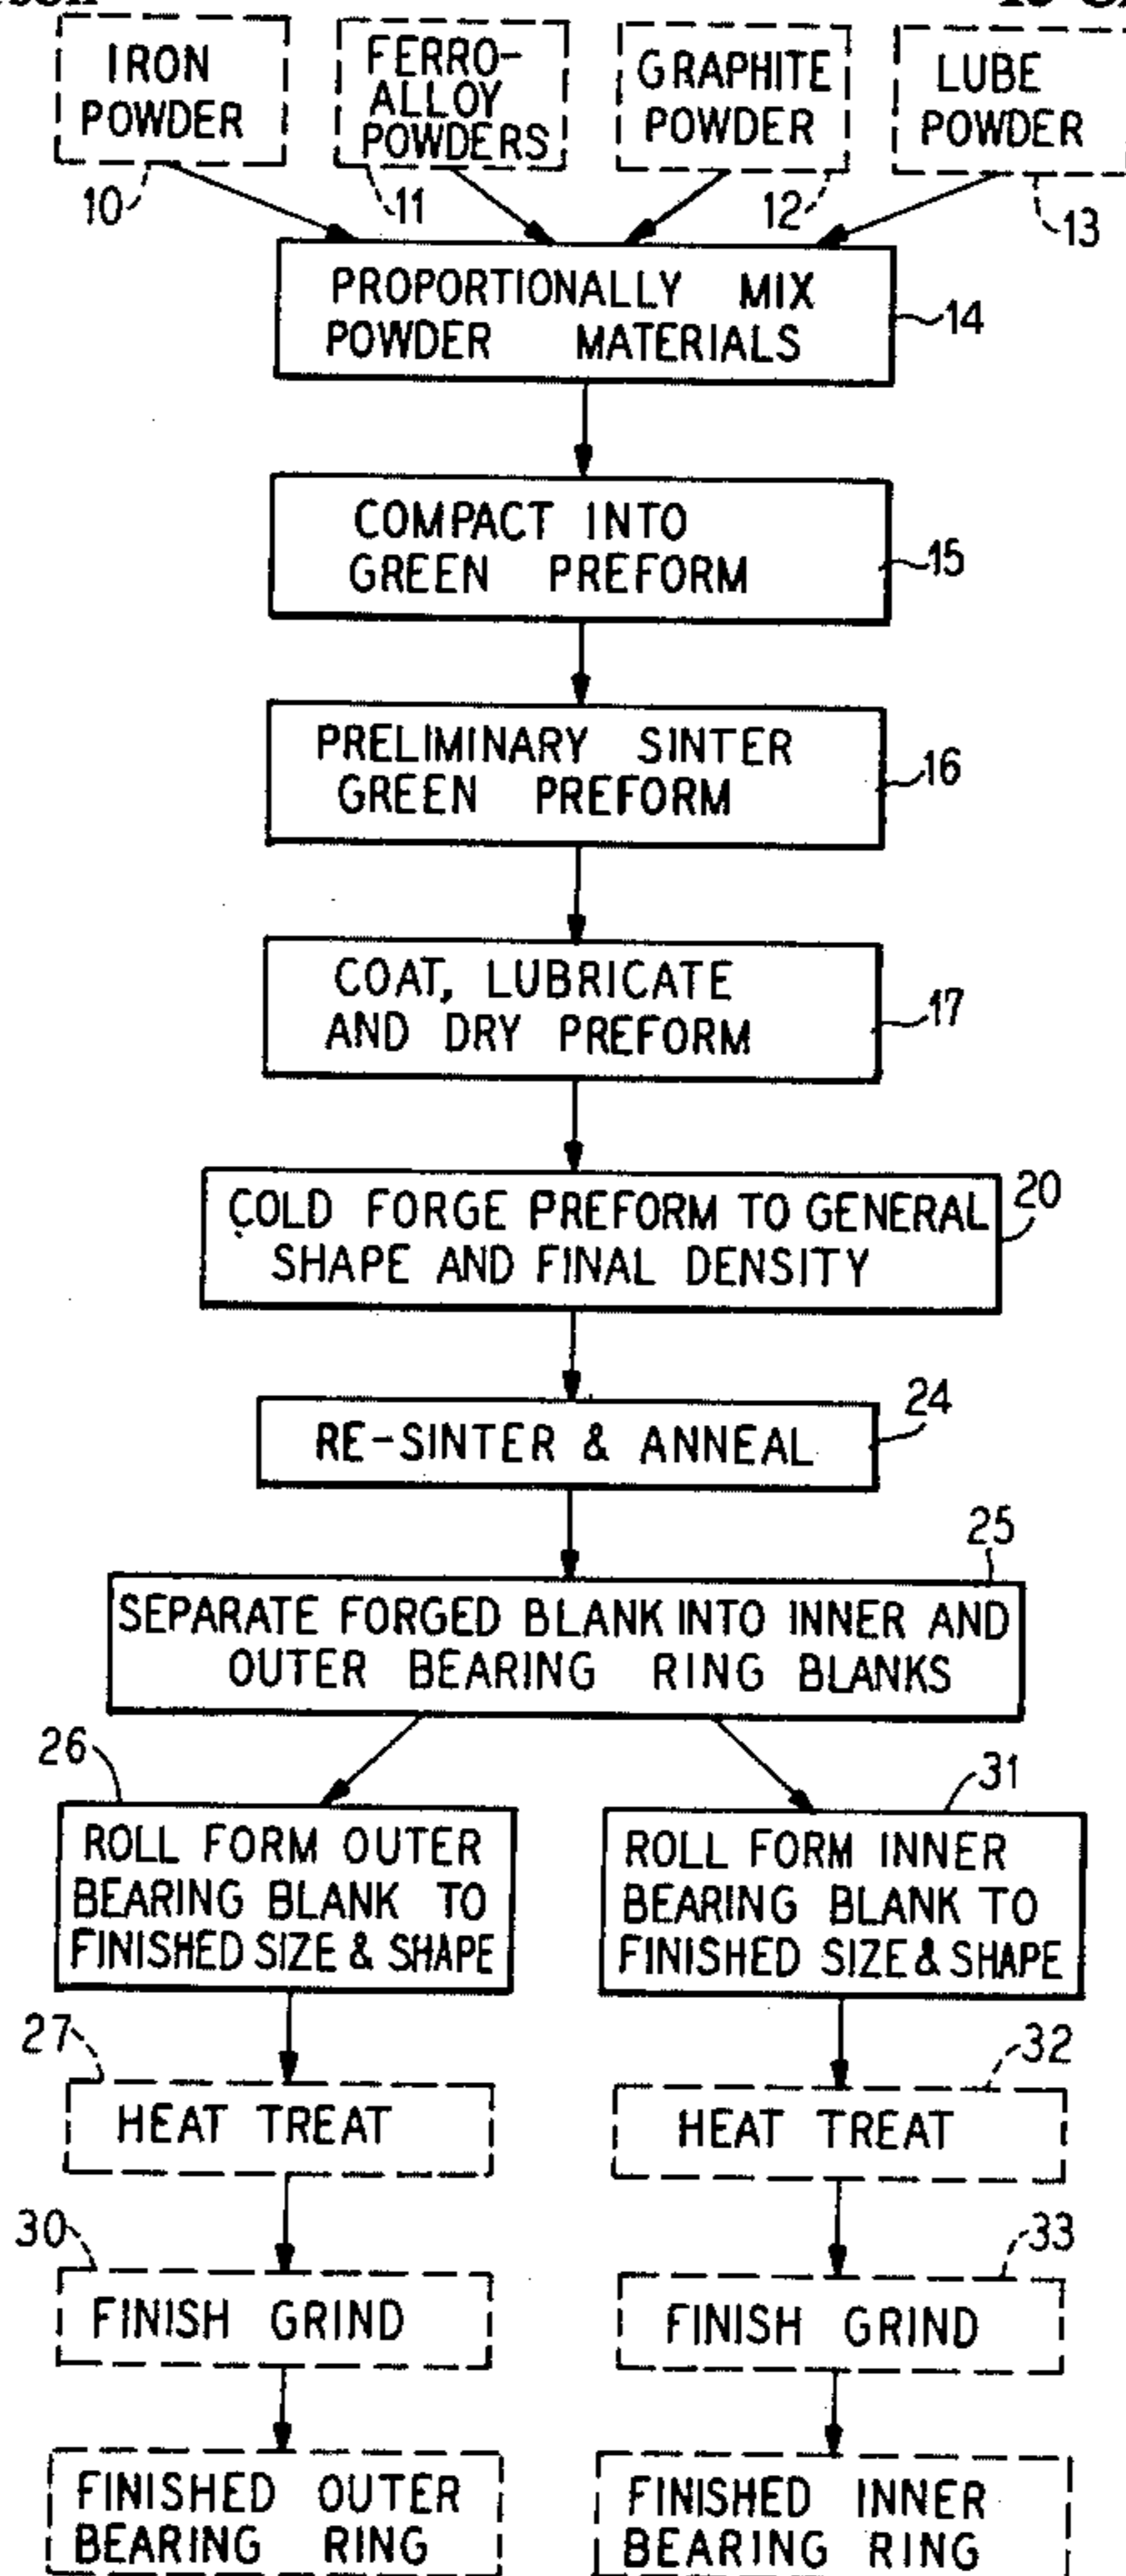 IRON
POWDER
10
FERRO-
ALLOY
POWDERS
11
GRAPHITE
POWDER
12
LUBE
POWDER
13
PROPORTIONALLY MIX
POWDER MATERIALS
14
COMPACT INTO
GREEN PREFORM
15
PRELIMINARY SINTER
GREEN PREFORM
16
COAT, LUBRICATE
AND DRY PREFORM
17
COLD FORGE PREFORM TO GENERAL
SHAPE AND FINAL DENSITY
20
RE-SINTER & ANNEAL
24
25
SEPARATE FORGED BLANK INTO INNER AND
OUTER BEARING RING BLANKS
26
ROLL FORM OUTER
BEARING BLANK TO
FINISHED SIZE & SHAPE
31
ROLL FORM INNER
BEARING BLANK TO
FINISHED SIZE & SHAPE
27
HEAT TREAT
32
HEAT TREAT
30
FINISH GRIND
33
FINISH GRIND
FINISHED OUTER
BEARING RING
FINISHED INNER
BEARING RING